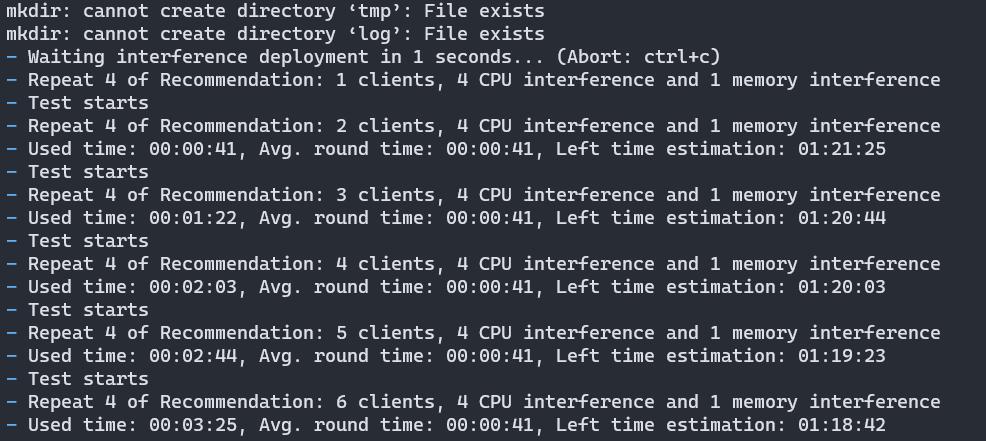 mkdir: cannot create directory ‘tmp’: File exists
mkdir: cannot create directory ‘log’: File exists
- Waiting interference deployment in 1 seconds... (Abort: ctrl+c)
- Repeat 4 of Recommendation: 1 clients, 4 CPU interference and 1 memory interference
- Test starts
- Repeat 4 of Recommendation: 2 clients, 4 CPU interference and 1 memory interference
- Used time: 00:00:41, Avg. round time: 00:00:41, Left time estimation: 01:21:25
- Test starts
- Repeat 4 of Recommendation: 3 clients, 4 CPU interference and 1 memory interference
- Used time: 00:01:22, Avg. round time: 00:00:41, Left time estimation: 01:20:44
- Test starts
- Repeat 4 of Recommendation: 4 clients, 4 CPU interference and 1 memory interference
- Used time: 00:02:03, Avg. round time: 00:00:41, Left time estimation: 01:20:03
- Test starts
- Repeat 4 of Recommendation: 5 clients, 4 CPU interference and 1 memory interference
- Used time: 00:02:44, Avg. round time: 00:00:41, Left time estimation: 01:19:23
- Test starts
- Repeat 4 of Recommendation: 6 clients, 4 CPU interference and 1 memory interference
- Used time: 00:03:25, Avg. round time: 00:00:41, Left time estimation: 01:18:42